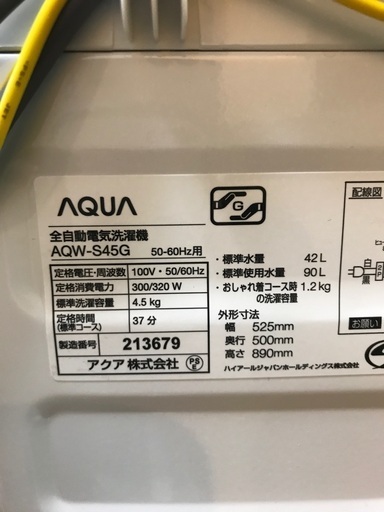 AQUA
全自動電気洗濯機
AQW-S45G 50-60Hz用
定格電圧・周波数 100V・50/60Hz
定格消費電力 300/320 W
標準洗濯容量 4.5 kg
定格時間 37 分
(標準コース)
製造番号 213679
アクア 株式会社 PS E
G
・標準水量 42 L
・標準使用水量 90 L
・おしゃれ着コース時 1.2 kg
の洗濯容量
外形寸法
幅 525mm
奥行 500mm
高さ 890mm
ハイアールジャパンホールディングス株式会社
配線図
白
黒
お願い